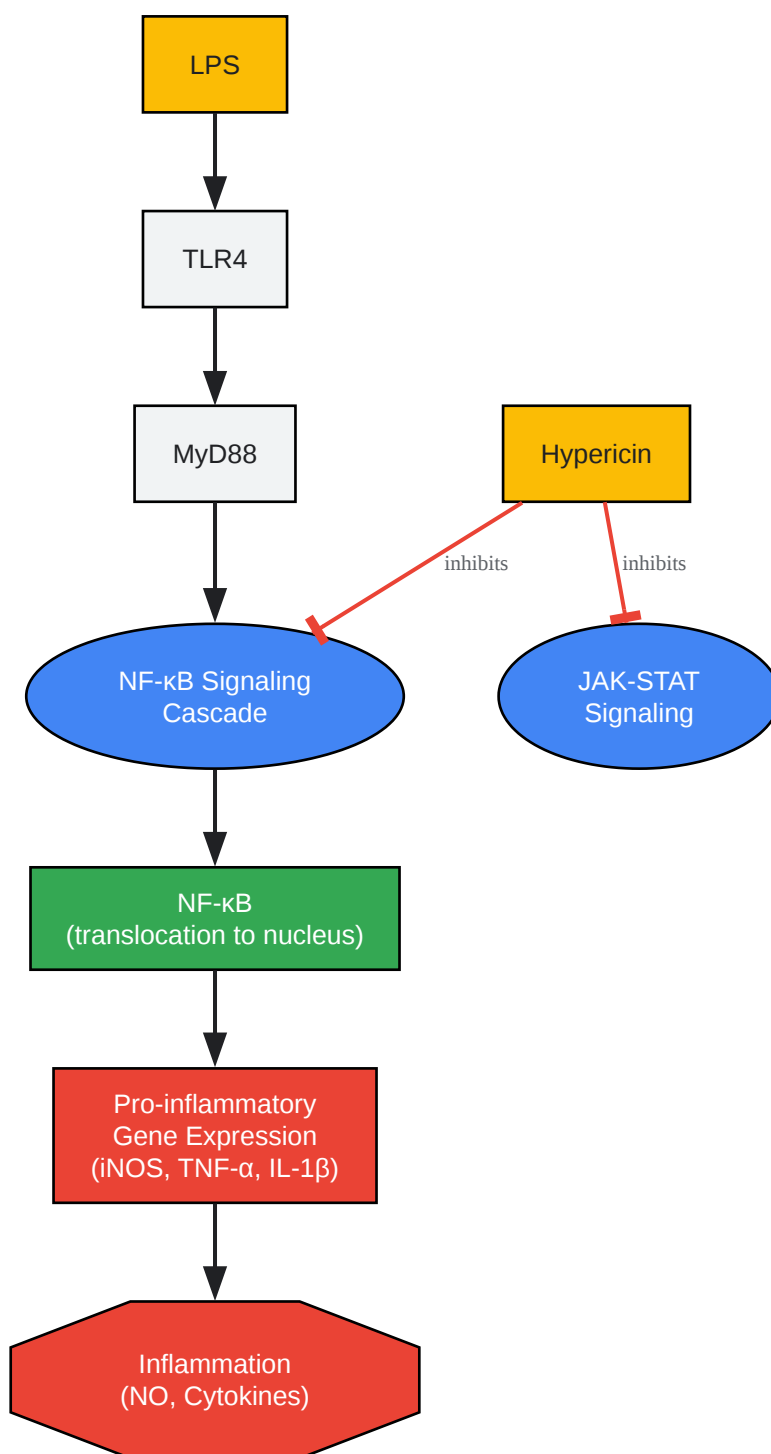 LPS
TLR4
MyD88
Hypericin
inhibits
inhibits
NF-κB Signaling
Cascade
JAK-STAT
Signaling
NF-κB
(translocation to nucleus)
Pro-inflammatory
Gene Expression
(iNOS, TNF-α, IL-1β)
Inflammation
(NO, Cytokines)